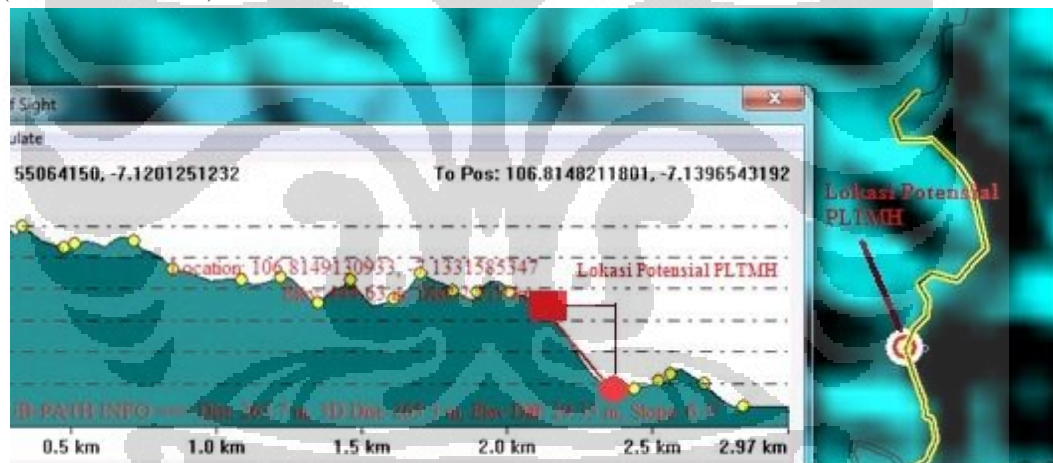 f Sight
ulate
55064150, -7.1201251232
To Pos: 106.8148211801, -7.1396543192
Lokasi Potensial
PLTMH
Location: 106.8149130933, -7.1331585347
Lokasi Potensial PLTMH
B-PATH INFO
0.5 km 1.0 km 1.5 km 2.0 km 2.5 km 2.97 km